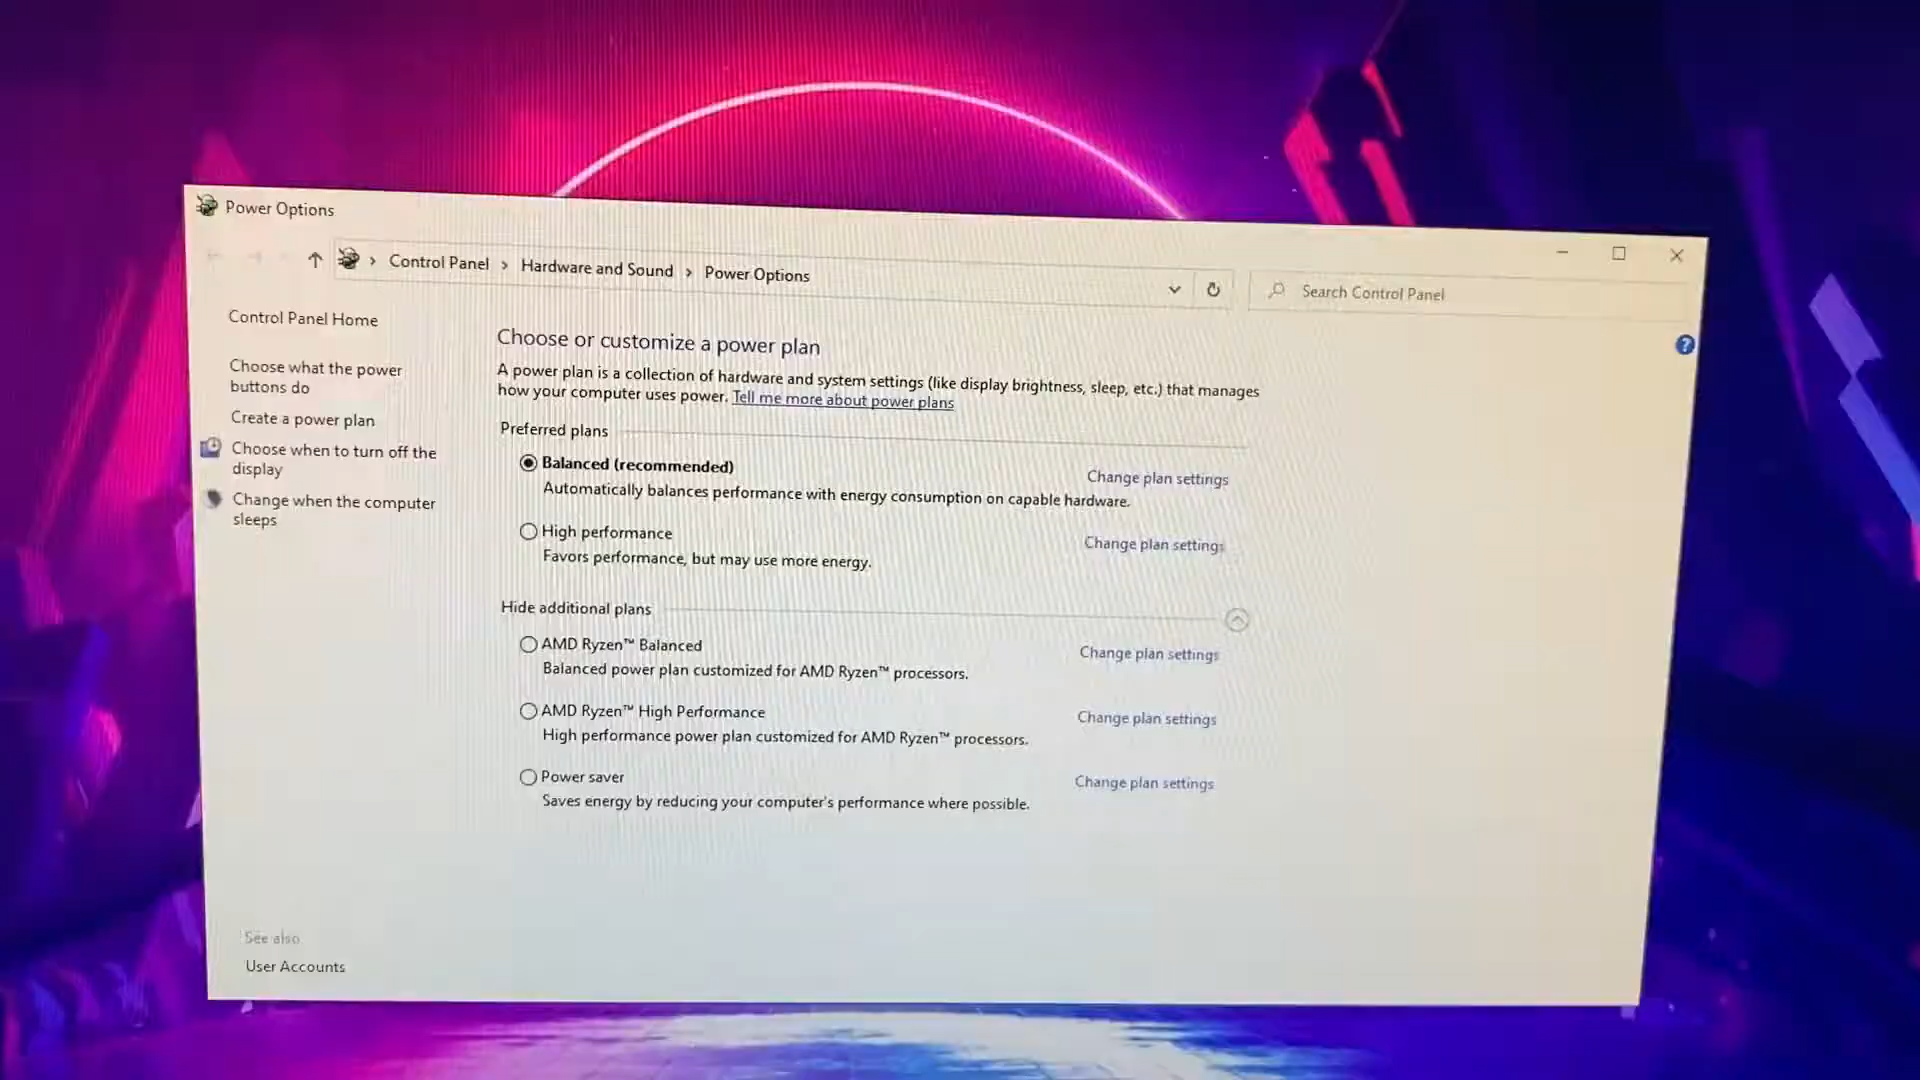 Power Options
Control Panel › Hardware and Sound › Power Options
Search Control Panel
Control Panel Home
Choose what the power
buttons do
Create a power plan
Choose when to turn off the
display
Change when the computer
sleeps
Choose or customize a power plan
A power plan is a collection of hardware and system settings (like display brightness, sleep, etc.) that manages
how your computer uses power. Tell me more about power plans
Preferred plans
Balanced (recommended) Change plan settings
Automatically balances performance with energy consumption on capable hardware.
High performance Change plan settings
Favors performance, but may use more energy.
Hide additional plans
AMD Ryzen™ Balanced Change plan settings
Balanced power plan customized for AMD Ryzen™ processors.
AMD Ryzen™ High Performance Change plan settings
High performance power plan customized for AMD Ryzen™ processors.
Power saver Change plan settings
Saves energy by reducing your computer's performance where possible.
See also
User Accounts